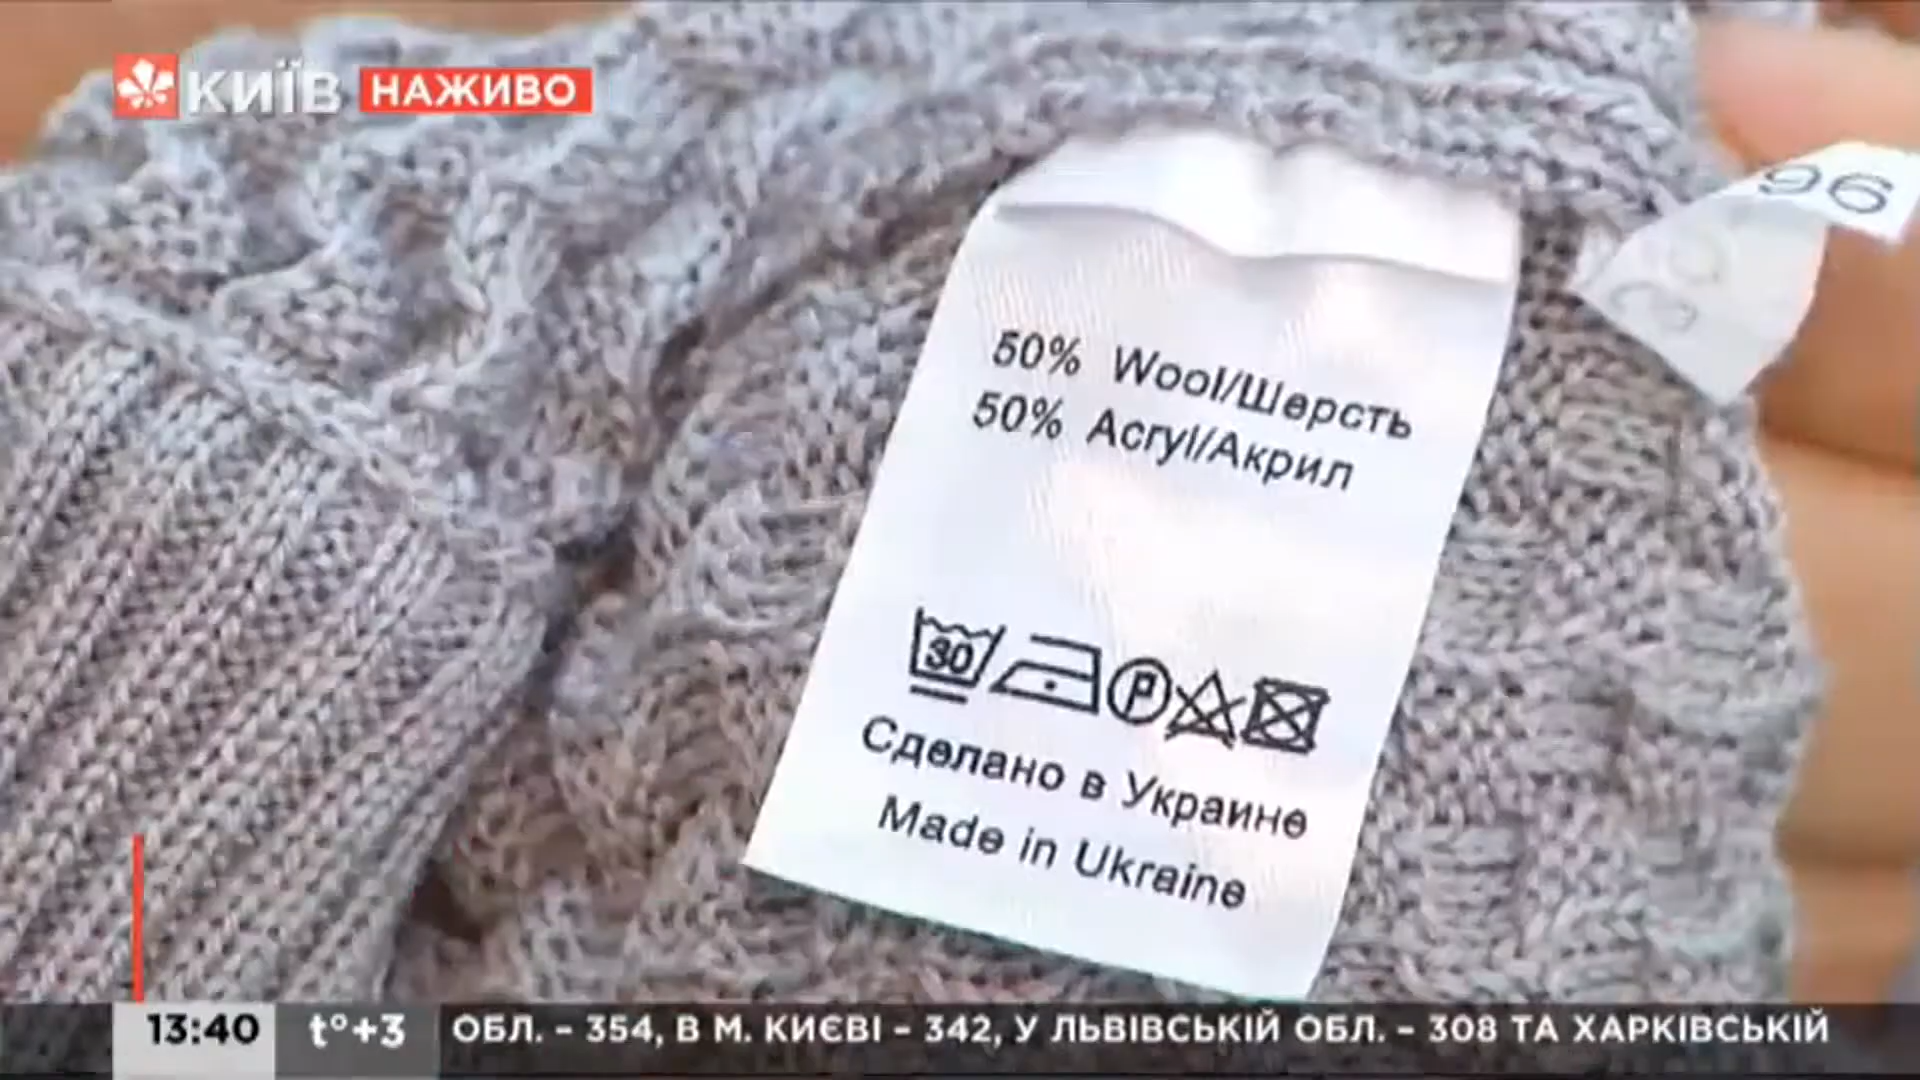 КИЇВ НАЖИВО
96
50% Wool/Шерсть
50% Acryl/Акрил
30 P
Сделано в Украине
Made in Ukraine
13:40 t°+3 ОБЛ. – 354, В М. КИЄВІ – 342, У ЛЬВІВСЬКІЙ ОБЛ. – 308 ТА ХАРКІВСЬКІЙ